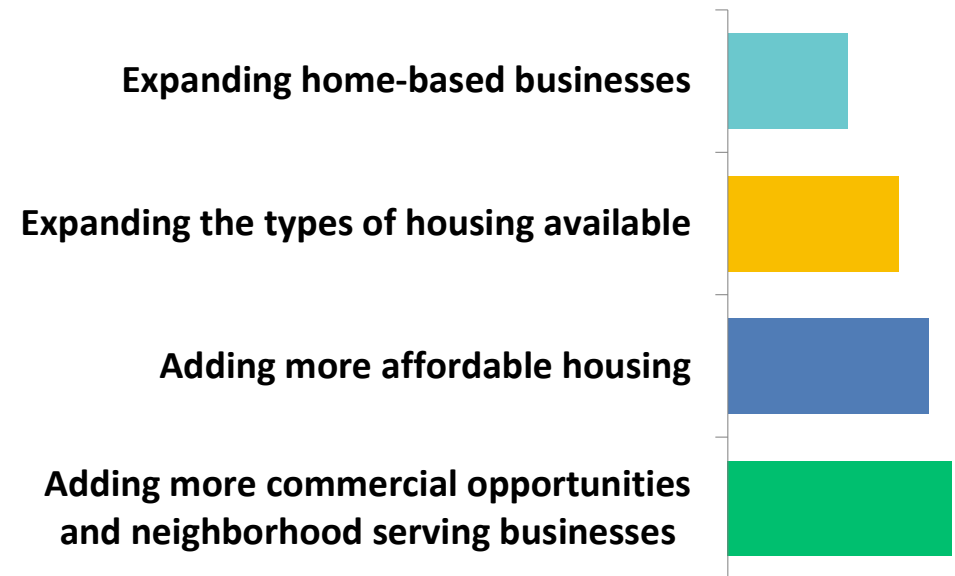 Expanding home-based businesses
Expanding the types of housing available
Adding more affordable housing
Adding more commercial opportunities
and neighborhood serving businesses